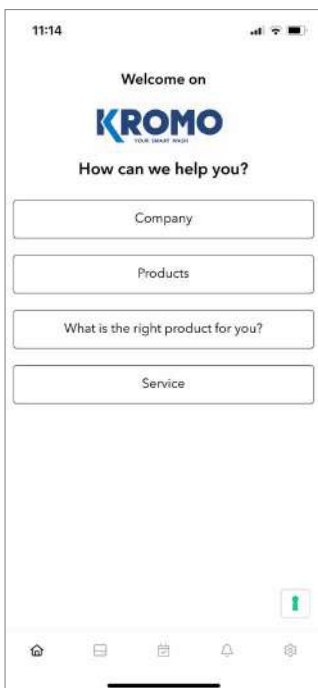 11:14
Welcome on
KROMO
YOUR SMART WASH
How can we help you?
Company
Products
What is the right product for you?
Service